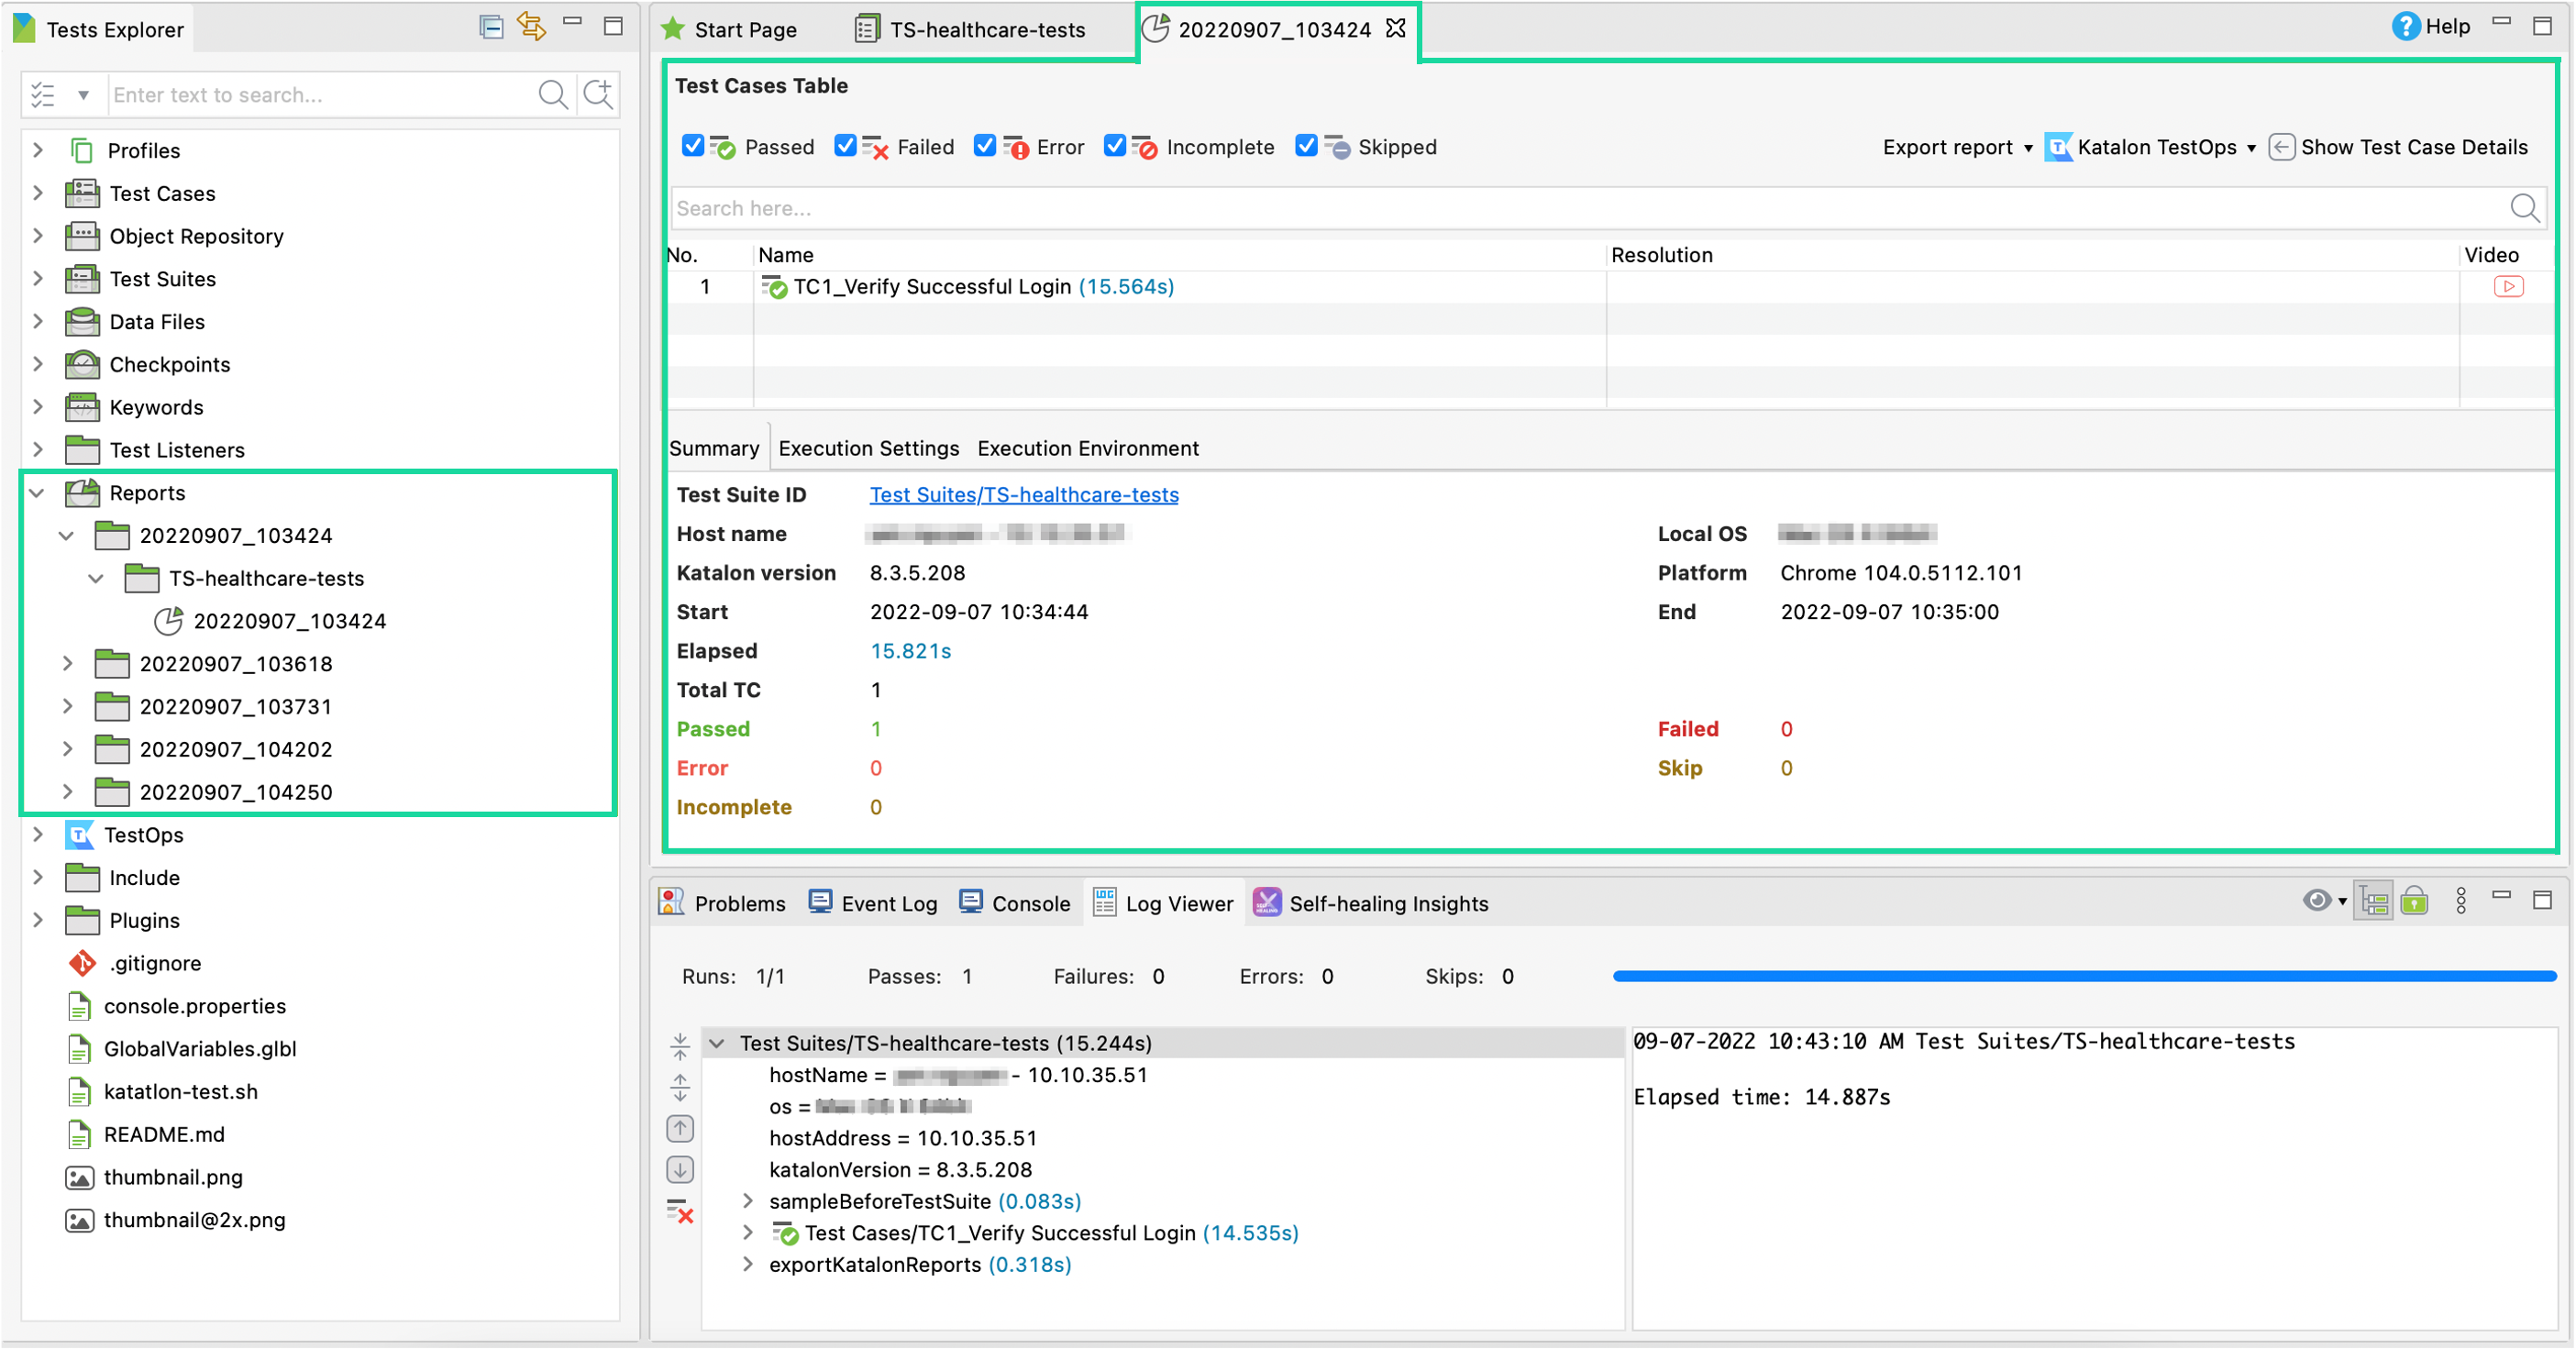 Tests Explorer
Enter text to search...
Profiles
Test Cases
Object Repository
Test Suites
Data Files
Checkpoints
Keywords
Test Listeners
Reports
20220907_103424
TS-healthcare-tests
20220907_103424
20220907_103618
20220907_103731
20220907_104202
20220907_104250
TestOps
Include
Plugins
.gitignore
console.properties
GlobalVariables.glbl
katatlon-test.sh
README.md
thumbnail.png
thumbnail@2x.png
Start Page TS-healthcare-tests 20220907_103424 Help
Test Cases Table
Passed Failed Error Incomplete Skipped Export report Katalon TestOps Show Test Case Details
Search here...
No. Name Resolution Video
1 TC1_Verify Successful Login (15.564s)
Summary Execution Settings Execution Environment
Test Suite ID Test Suites/TS-healthcare-tests
Host name Local OS
Katalon version 8.3.5.208 Platform Chrome 104.0.5112.101
Start 2022-09-07 10:34:44 End 2022-09-07 10:35:00
Elapsed 15.821s
Total TC 1
Passed 1 Failed 0
Error 0 Skip 0
Incomplete 0
Problems Event Log Console Log Viewer Self-healing Insights
Runs: 1/1 Passes: 1 Failures: 0 Errors: 0 Skips: 0
Test Suites/TS-healthcare-tests (15.244s)
hostName = - 10.10.35.51
os =
hostAddress = 10.10.35.51
katalonVersion = 8.3.5.208
sampleBeforeTestSuite (0.083s)
Test Cases/TC1_Verify Successful Login (14.535s)
exportKatalonReports (0.318s)
09-07-2022 10:43:10 AM Test Suites/TS-healthcare-tests
Elapsed time: 14.887s